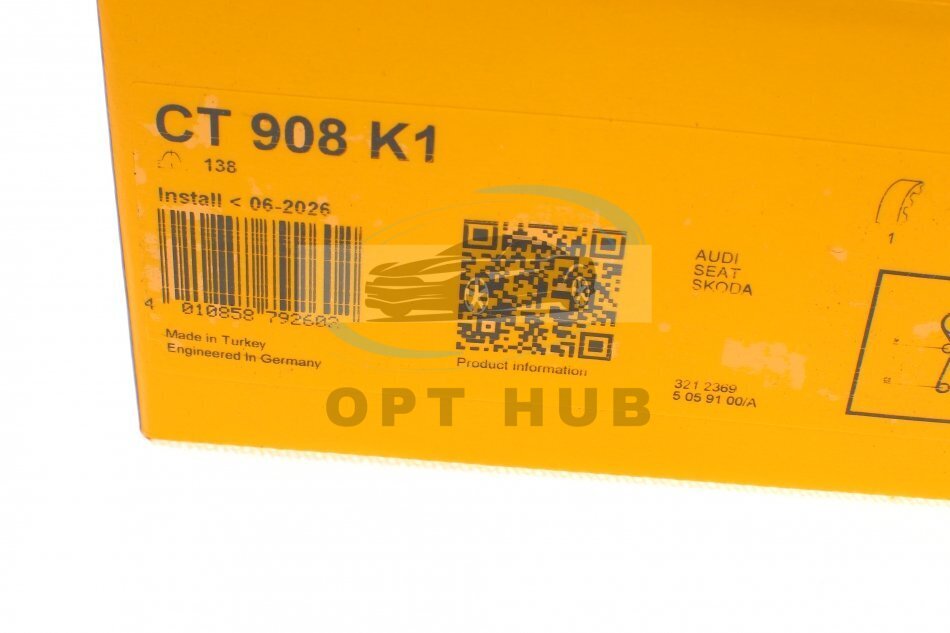 CT 908 K1
138
Install < 06-2026
4 010858 792602
Made in Turkey
Engineered in Germany
Product information
AUDI
SEAT
SKODA
1
321 2369
5 05 91 00/A
OPT HUB